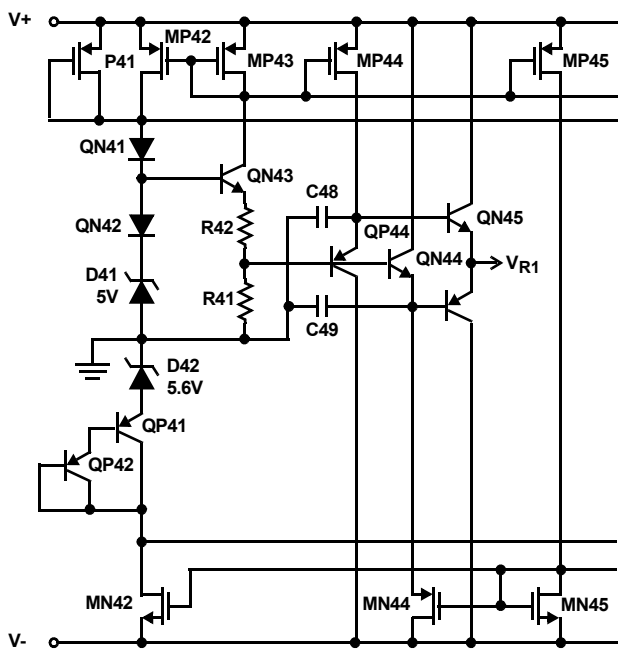 V+
P41
MP42
MP43
MP44
MP45
QN41
QN43
C48
QN45
QN42
R42
QP44
QN44
VR1
D41
5V
R41
C49
D42
5.6V
QP41
QP42
MN42
MN44
MN45
V-